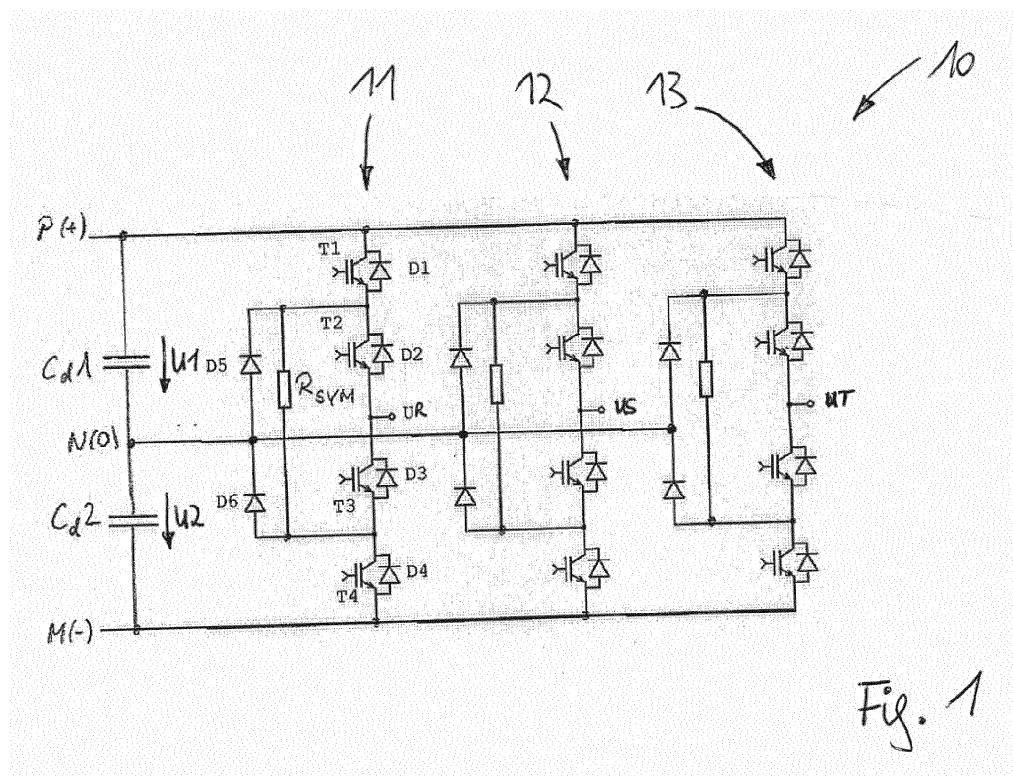 11
12
13
10
P(+)
T1
D1
T2
D2
Cd1
U1
D5
RSYM
UR
US
UT
N(0)
D3
D6
T3
Cd2
U2
D4
T4
M(-)
Fig. 1